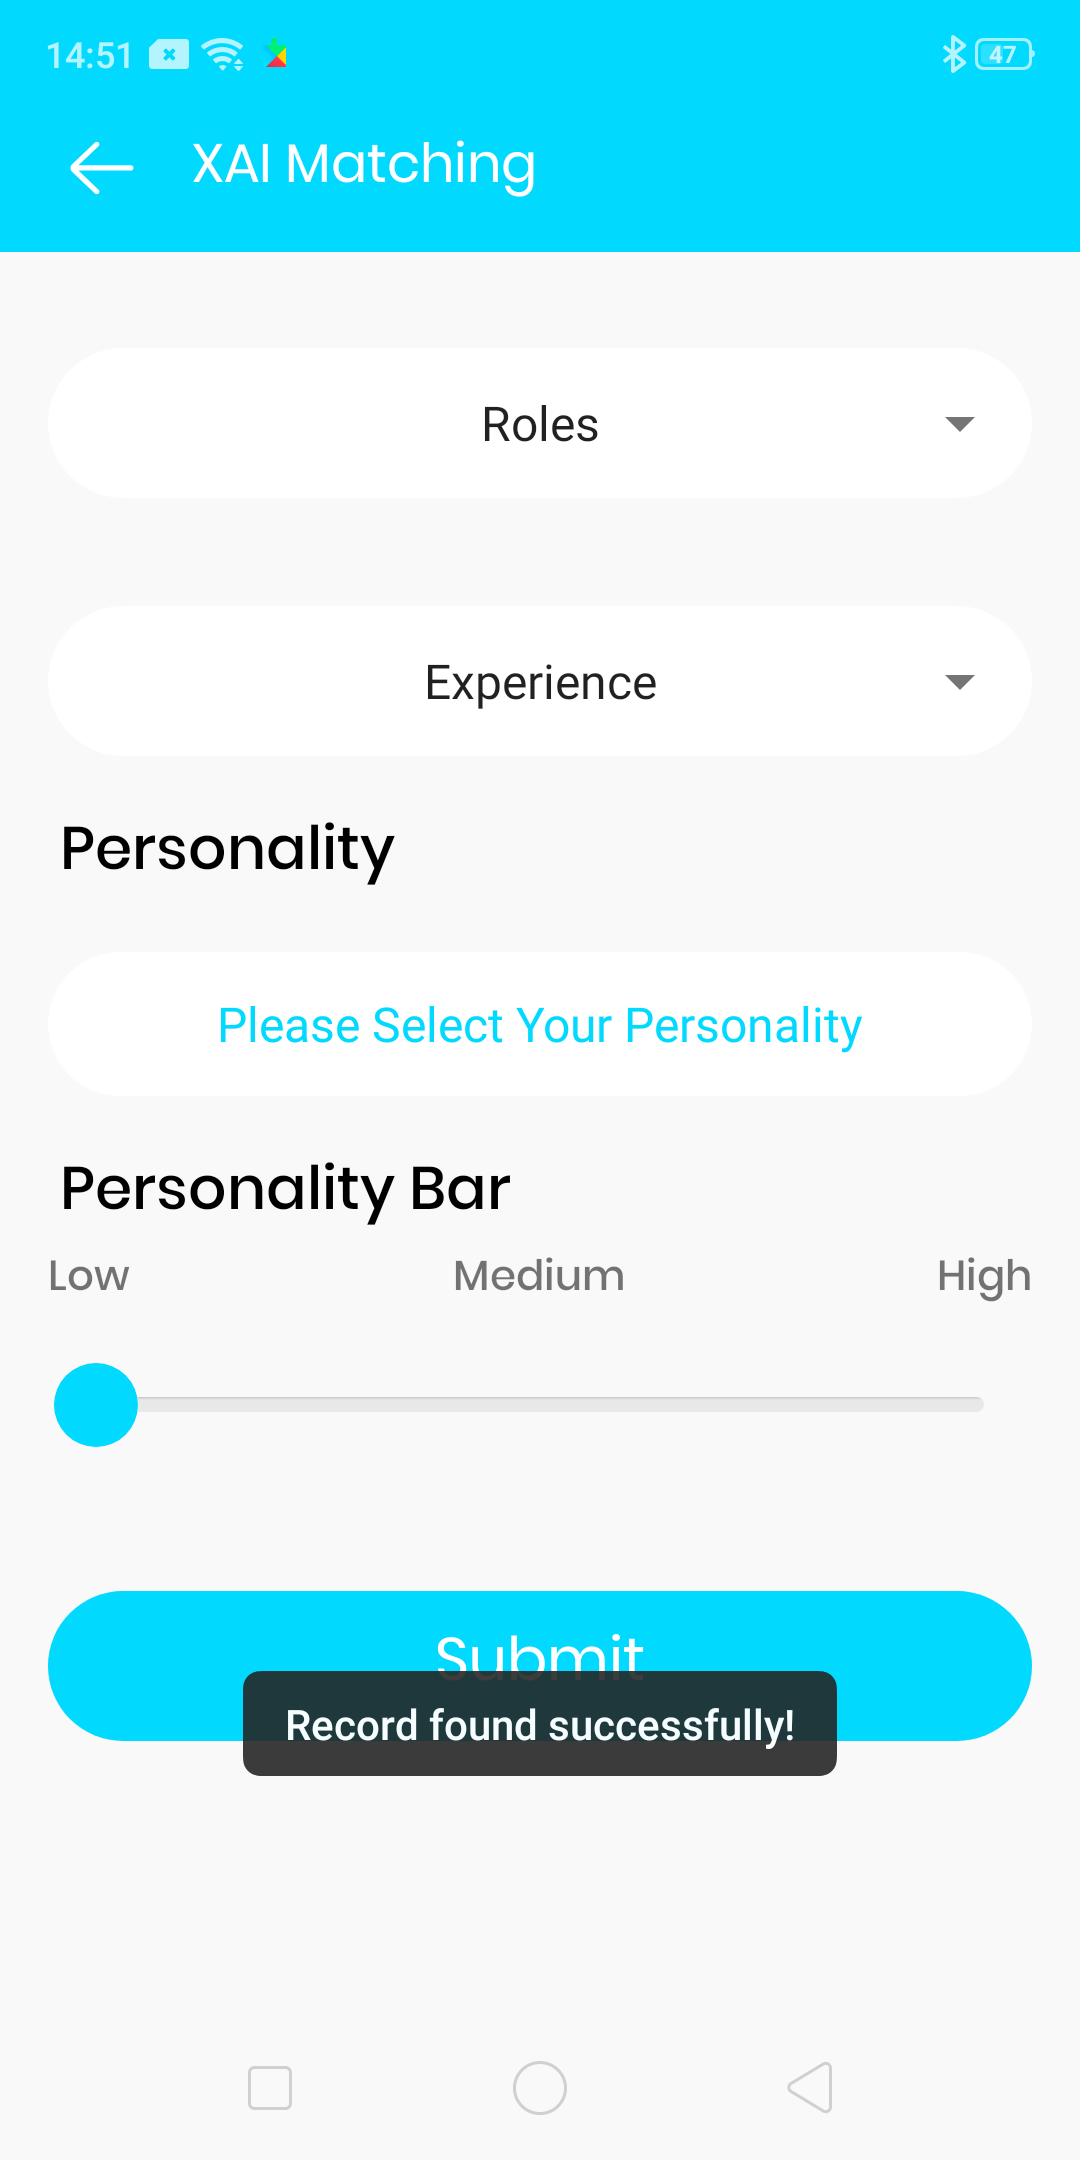 14:51
47
XAI Matching
Roles
Experience
Personality
Please Select Your Personality
Personality Bar
Low Medium High
Submit
Record found successfully!